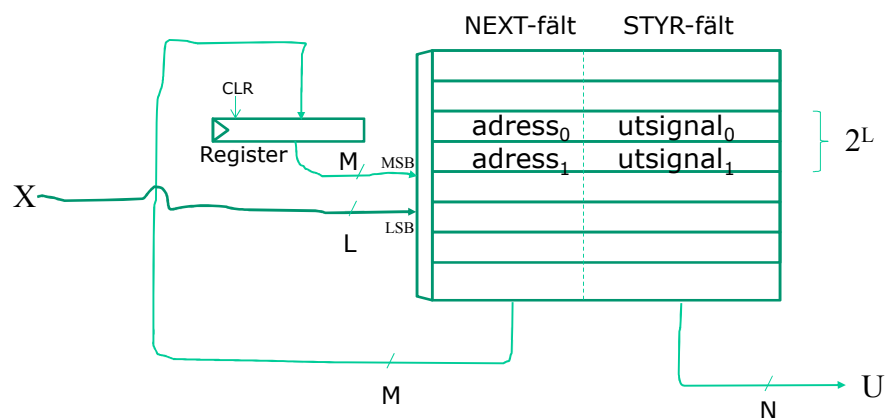 NEXT-fält STYR-fält
CLR
adress₀ utsignal₀
Register
M
MSB
adress₁ utsignal₁
2ᴸ
X
L
LSB
M
N
U